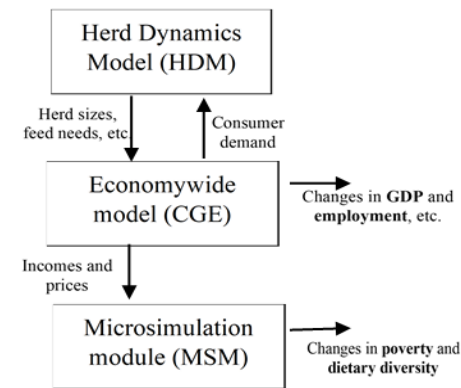 Herd Dynamics
Model (HDM)
Herd sizes,
feed needs, etc.
Consumer
demand
Economywide
model (CGE)
Changes in GDP and
employment, etc.
Incomes and
prices
Microsimulation
module (MSM)
Changes in poverty and
dietary diversity